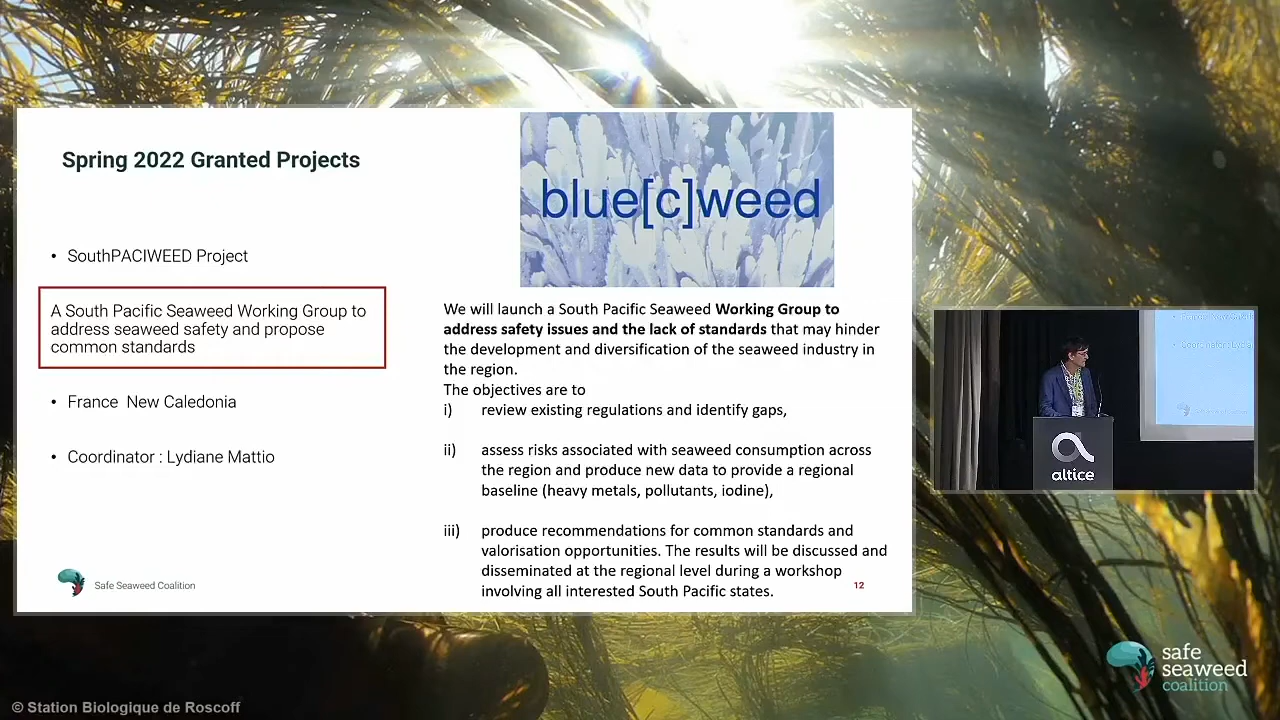 Spring 2022 Granted Projects
• SouthPACIWEED Project
A South Pacific Seaweed Working Group to
address seaweed safety and propose
common standards
• France  New Caledonia
• Coordinator : Lydiane Mattio
Safe Seaweed Coalition
blue[c]weed
We will launch a South Pacific Seaweed Working Group to
address safety issues and the lack of standards that may hinder
the development and diversification of the seaweed industry in
the region.
The objectives are to
i) review existing regulations and identify gaps,
ii) assess risks associated with seaweed consumption across
the region and produce new data to provide a regional
baseline (heavy metals, pollutants, iodine),
iii) produce recommendations for common standards and
valorisation opportunities. The results will be discussed and
disseminated at the regional level during a workshop
involving all interested South Pacific states.
12
altice
safe
seaweed
coalition
© Station Biologique de Roscoff